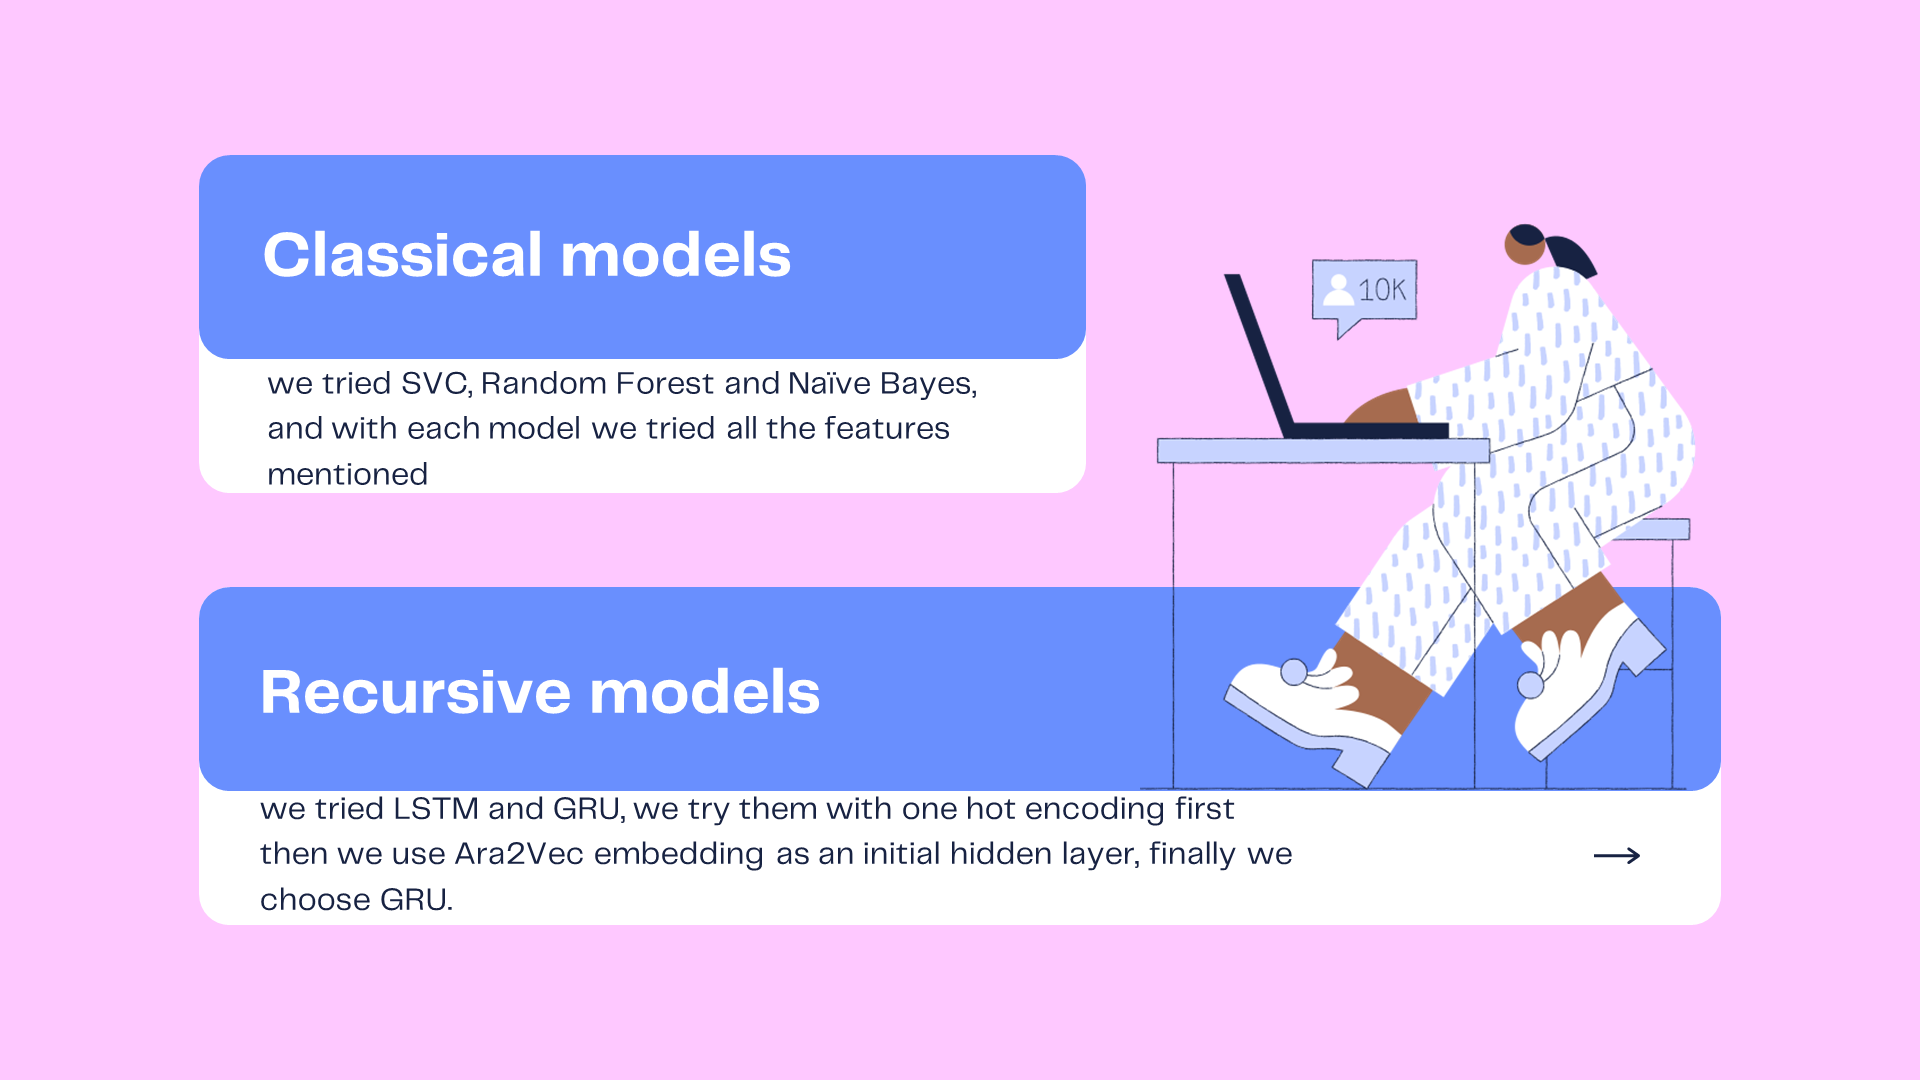 Classical models
we tried SVC, Random Forest and Naïve Bayes,
and with each model we tried all the features
mentioned
10K
Recursive models
we tried LSTM and GRU, we try them with one hot encoding first
then we use Ara2Vec embedding as an initial hidden layer, finally we
choose GRU.